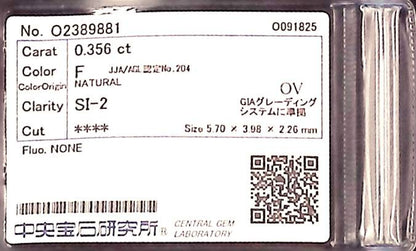 No. O2389881 O091825
Carat 0.356 ct
Color F JJA/AGL認定No.204
ColorOrigin NATURAL
OV
Clarity SI-2 GIAグレーディング
システムに準拠
Cut ****
Size 5.70 × 3.98 × 2.26 mm
Fluo. NONE
中央宝石研究所® CENTRAL GEM
LABORATORY